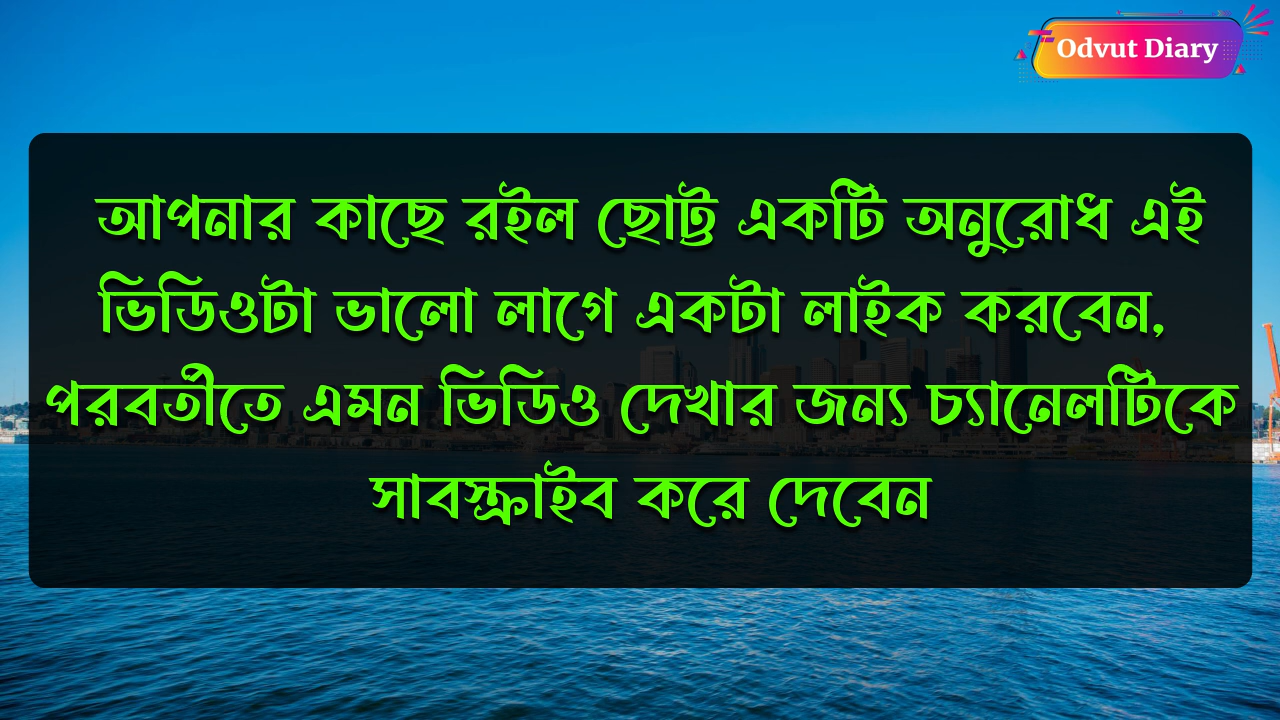 Odvut Diary
আপনার কাছে রইল ছোট্ট একটি অনুরোধ এই
ভিডিওটা ভালো লাগে একটা লাইক করবেন,
পরবর্তীতে এমন ভিডিও দেখার জন্য চ্যানেলটিকে
সাবস্ক্রাইব করে দেবেন